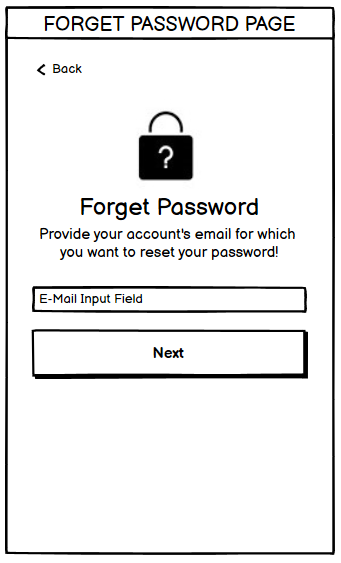 FORGET PASSWORD PAGE
Back
?
Forget Password
Provide your account's email for which
you want to reset your password!
E-Mail Input Field
Next